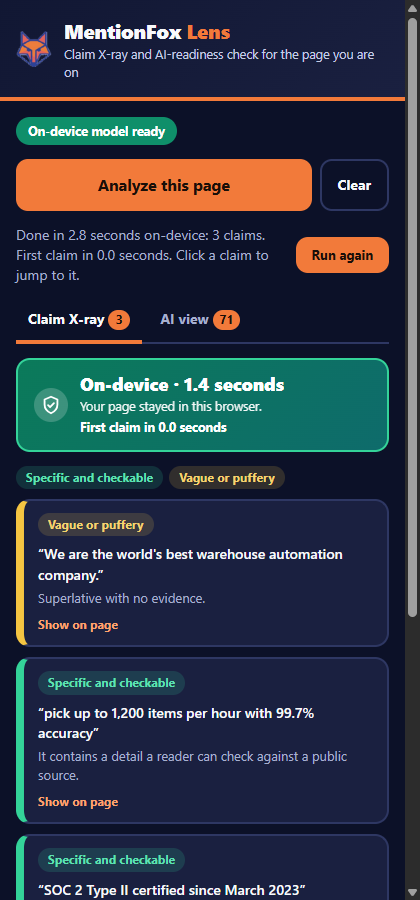 MentionFox Lens
Claim X-ray and AI-readiness check for the page you are
on
On-device model ready
Analyze this page
Clear
Done in 2.8 seconds on-device: 3 claims.
First claim in 0.0 seconds. Click a claim to
jump to it.
Run again
Claim X-ray 3
AI view 71
On-device · 1.4 seconds
Your page stayed in this browser.
First claim in 0.0 seconds
Specific and checkable
Vague or puffery
Vague or puffery
“We are the world's best warehouse automation
company.”
Superlative with no evidence.
Show on page
Specific and checkable
“pick up to 1,200 items per hour with 99.7%
accuracy”
It contains a detail a reader can check against a public
source.
Show on page
Specific and checkable
“SOC 2 Type II certified since March 2023”